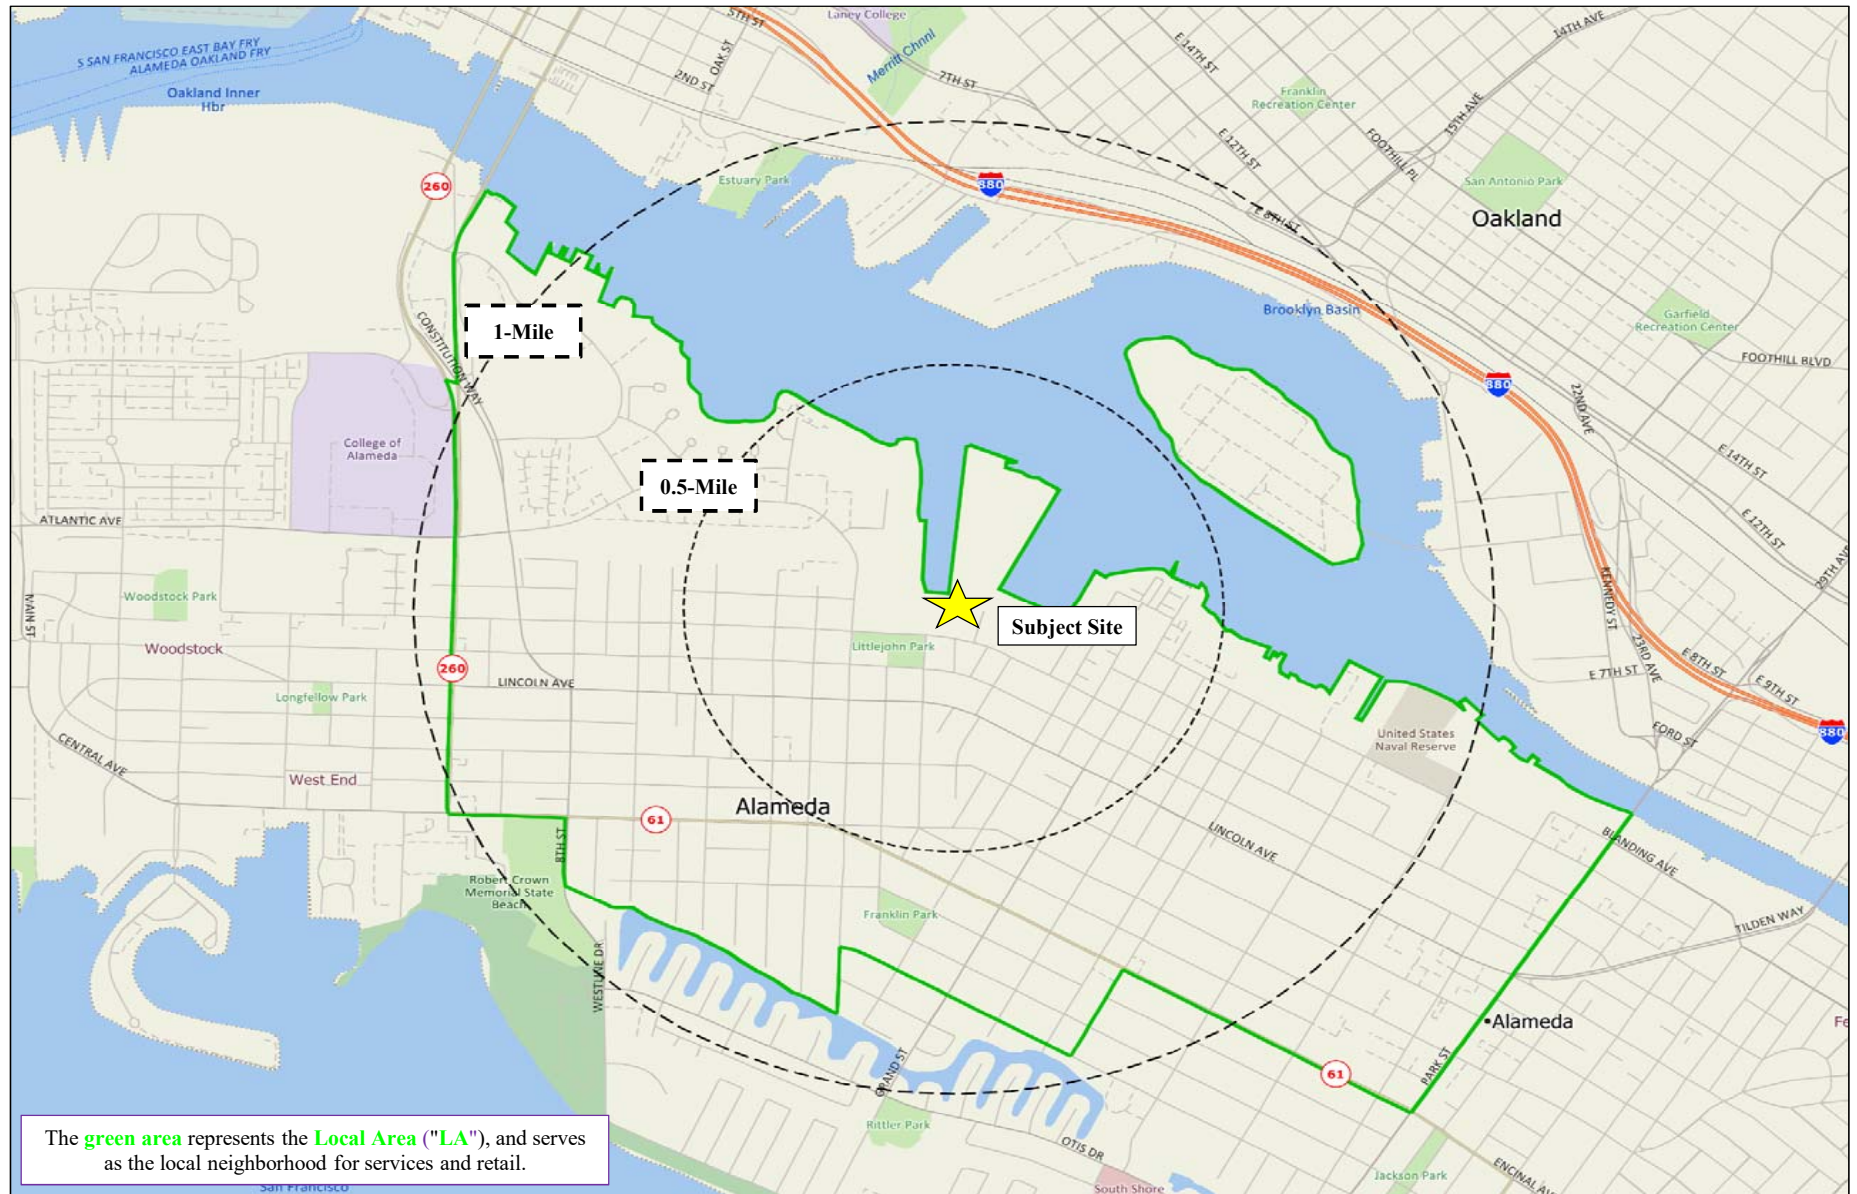 5TH ST
Laney College
14TH AVE
S SAN FRANCISCO EAST BAY FRY
ALAMEDA OAKLAND FRY
OAK ST
2ND ST
Merritt Chnnl
7TH ST
E 14TH ST
Oakland Inner
Hbr
Franklin
Recreation Center
15TH AVE
E 12TH ST
FOOTHILL PL
260
Estuary Park
880
San Antonio Park
E 8TH ST
Oakland
Brooklyn Basin
Garfield
Recreation Center
1-Mile
CONSTITUTION WAY
FOOTHILL BLVD
880
22ND AVE
College of
Alameda
E 14TH ST
0.5-Mile
ATLANTIC AVE
E 12TH ST
29TH AVE
Woodstock Park
MAIN ST
KENNEDY ST
Subject Site
Woodstock
Littlejohn Park
23RD AVE
E 8TH ST
260
E 7TH ST
LINCOLN AVE
E 9TH ST
Longfellow Park
United States
Naval Reserve
FORD ST
880
CENTRAL AVE
West End
Alameda
61
8TH ST
LINCOLN AVE
BLANDING AVE
Robert Crown
Memorial State
Beach
Franklin Park
TILDEN WAY
WESTLINE DR
Alameda
Fe
GRAND ST
61
PARK ST
The green area represents the Local Area ("LA"), and serves
as the local neighborhood for services and retail.
Rittler Park
OTIS DR
Jackson Park
ENCINAL AV
San Francisco
South Shore